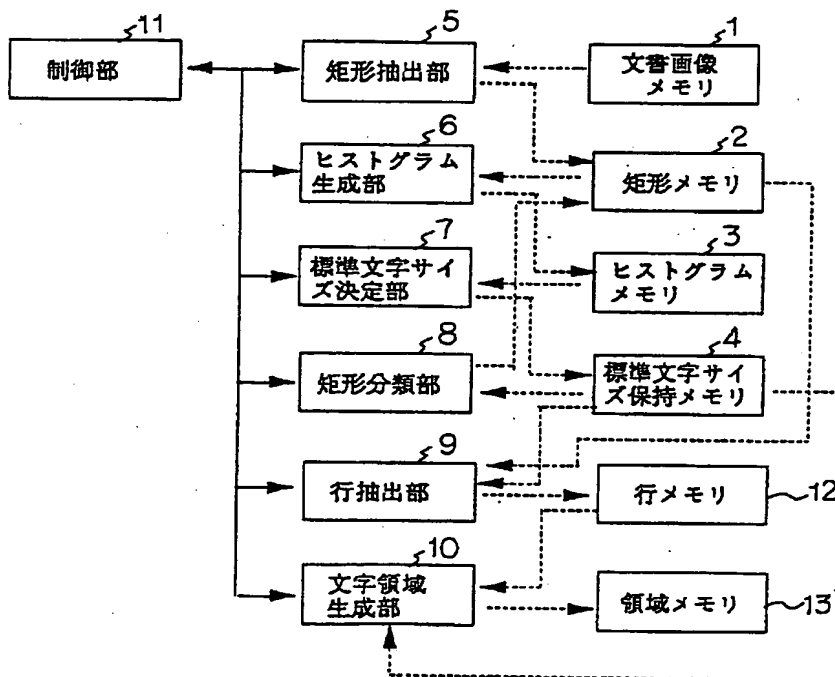 11
制御部
5
矩形抽出部
1
文書画像
メモリ
6
ヒストグラム
生成部
2
矩形メモリ
7
標準文字サイ
ズ決定部
3
ヒストグラム
メモリ
8
矩形分類部
4
標準文字サイ
ズ保持メモリ
9
行抽出部
行メモリ
12
10
文字領域
生成部
領域メモリ
13